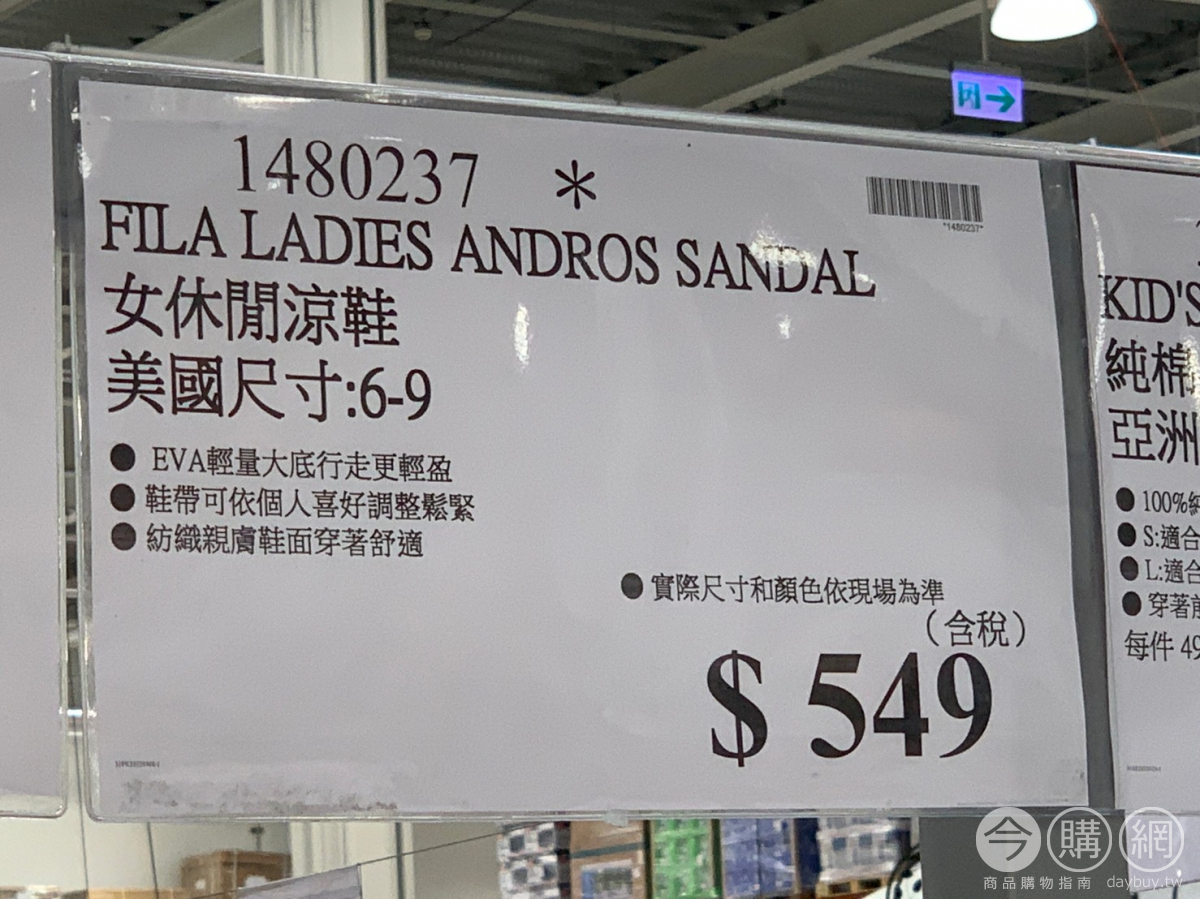 1480237 *
*1480237*
FILA LADIES ANDROS SANDAL
女休閒涼鞋
美國尺寸:6-9
● EVA輕量大底行走更輕盈
● 鞋帶可依個人喜好調整鬆緊
● 紡織親膚鞋面穿著舒適
● 實際尺寸和顏色依現場為準
(含稅)
$ 549
KID'S
純棉
亞洲
● 100%純
● S:適合
● L:適合
● 穿著前
每件 49
今購網
商品購物指南 daybuy.tw